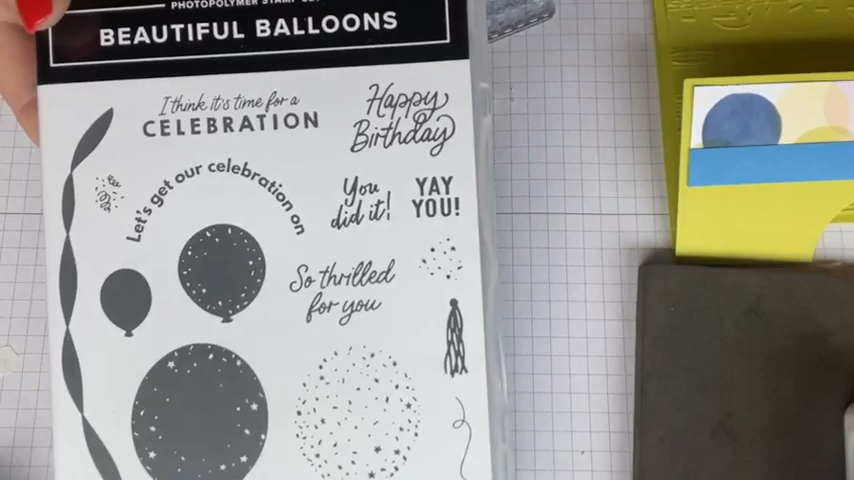 PHOTOPOLYMER STAMP
BEAUTIFUL BALLOONS
I think it's time for a
CELEBRATION
Happy
Birthday
Let's get our celebration on
You
did it!
YAY
YOU!
So thrilled
for you